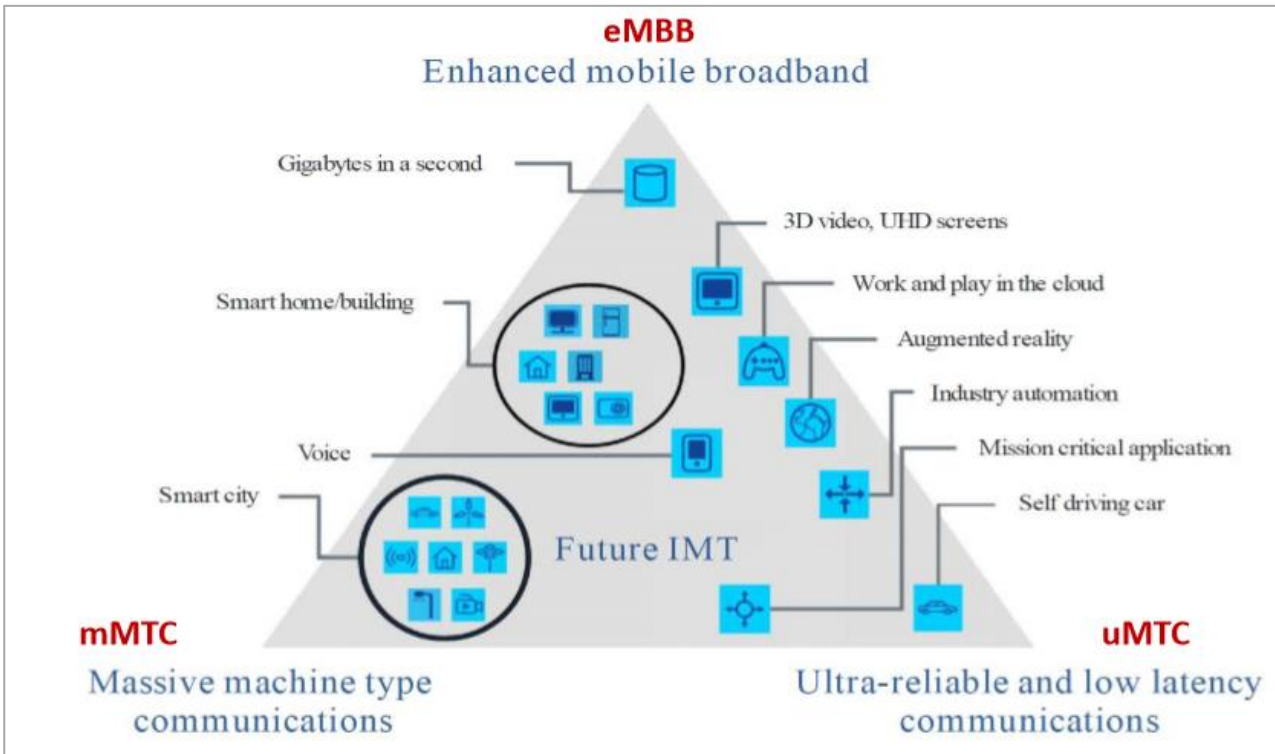 eMBB
Enhanced mobile broadband
Gigabytes in a second
3D video, UHD screens
Smart home/building
Work and play in the cloud
Augmented reality
Industry automation
Voice
Mission critical application
Smart city
Self driving car
Future IMT
mMTC
Massive machine type
communications
uMTC
Ultra-reliable and low latency
communications